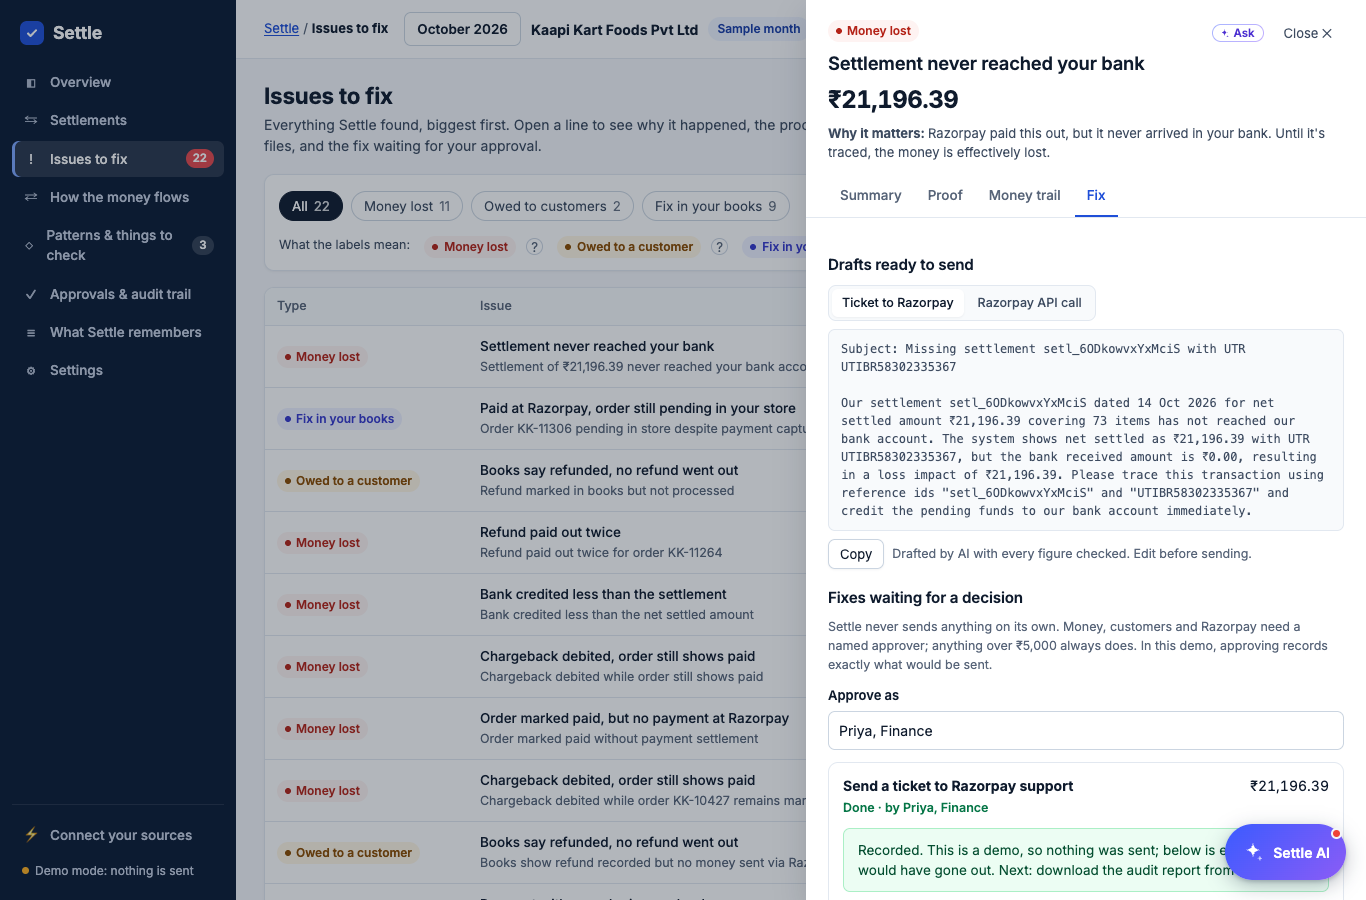 Settle
Overview
Settlements
Issues to fix 22
How the money flows
Patterns & things to
check
3
Approvals & audit trail
What Settle remembers
Settings
Connect your sources
Demo mode: nothing is sent
Settle / Issues to fix
October 2026
Kaapi Kart Foods Pvt Ltd
Sample month
Issues to fix
Everything Settle found, biggest first. Open a line to see why it happened, the
files, and the fix waiting for your approval.
All 22
Money lost 11
Owed to customers 2
Fix in your books 9
What the labels mean:
Money lost ?
Owed to a customer ?
Fix in
Type Issue
Money lost
Settlement never reached your bank
Settlement of ₹21,196.39 never reached your bank
Fix in your books
Paid at Razorpay, order still pending in your store
Order KK-11306 pending in store despite payment
Owed to a customer
Books say refunded, no refund went out
Refund marked in books but not processed
Money lost
Refund paid out twice
Refund paid out twice for order KK-11264
Money lost
Bank credited less than the settlement
Bank credited less than the net settled amount
Money lost
Chargeback debited, order still shows paid
Chargeback debited while order still shows paid
Money lost
Order marked paid, but no payment at Razorpay
Order marked paid without payment settlement
Money lost
Chargeback debited, order still shows paid
Chargeback debited while order KK-10427 remains
Owed to a customer
Books say refunded, no refund went out
Books show refund recorded but no money sent via
Money lost
Ask
Close ×
Settlement never reached your bank
₹21,196.39
Why it matters: Razorpay paid this out, but it never arrived in your bank. Until it's
traced, the money is effectively lost.
Summary Proof Money trail Fix
Drafts ready to send
Ticket to Razorpay Razorpay API call
Subject: Missing settlement setl_6ODkowvxYxMciS with UTR
UTIBR58302335367
Our settlement setl_6ODkowvxYxMciS dated 14 Oct 2026 for net
settled amount ₹21,196.39 covering 73 items has not reached our
bank account. The system shows net settled as ₹21,196.39 with UTR
UTIBR58302335367, but the bank received amount is ₹0.00, resulting
in a loss impact of ₹21,196.39. Please trace this transaction using
reference ids "setl_6ODkowvxYxMciS" and "UTIBR58302335367" and
credit the pending funds to our bank account immediately.
Copy
Drafted by AI with every figure checked. Edit before sending.
Fixes waiting for a decision
Settle never sends anything on its own. Money, customers and Razorpay need a
named approver; anything over ₹5,000 always does. In this demo, approving records
exactly what would be sent.
Approve as
Priya, Finance
Send a ticket to Razorpay support ₹21,196.39
Done · by Priya, Finance
Recorded. This is a demo, so nothing was sent; below is
would have gone out. Next: download the audit report from
Settle AI